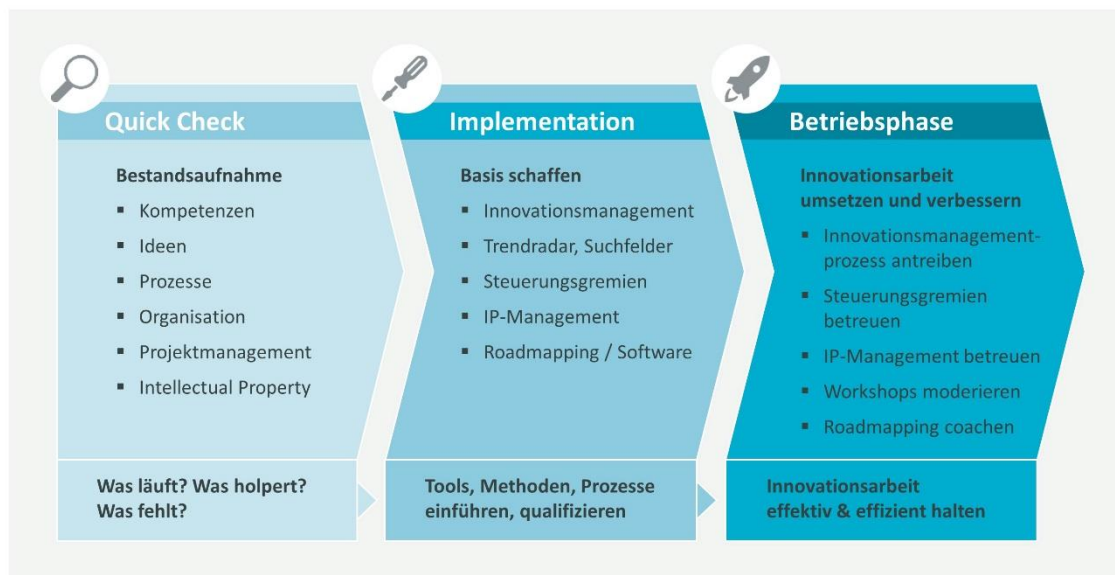 Quick Check
Bestandsaufnahme
▪ Kompetenzen
▪ Ideen
▪ Prozesse
▪ Organisation
▪ Projektmanagement
▪ Intellectual Property
Was läuft? Was holpert?
Was fehlt?
Implementation
Basis schaffen
▪ Innovationsmanagement
▪ Trendradar, Suchfelder
▪ Steuerungsgremien
▪ IP-Management
▪ Roadmapping / Software
Tools, Methoden, Prozesse
einführen, qualifizieren
Betriebsphase
Innovationsarbeit
umsetzen und verbessern
▪ Innovationsmanagement-
prozess antreiben
▪ Steuerungsgremien
betreuen
▪ IP-Management betreuen
▪ Workshops moderieren
▪ Roadmapping coachen
Innovationsarbeit
effektiv & effizient halten